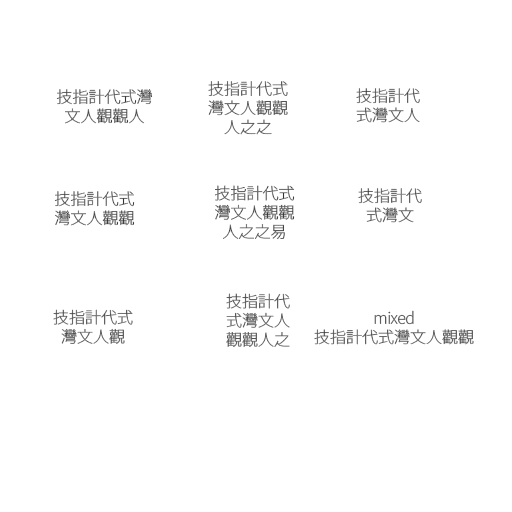 技指計代式灣
文人觀觀人
技指計代式
灣文人觀觀
人之之
技指計代
式灣文人
技指計代式
灣文人觀觀
技指計代式
灣文人觀觀
人之之易
技指計代
式灣文
技指計代式
灣文人觀
技指計代
式灣文人
觀觀人之
mixed
技指計代式灣文人觀觀